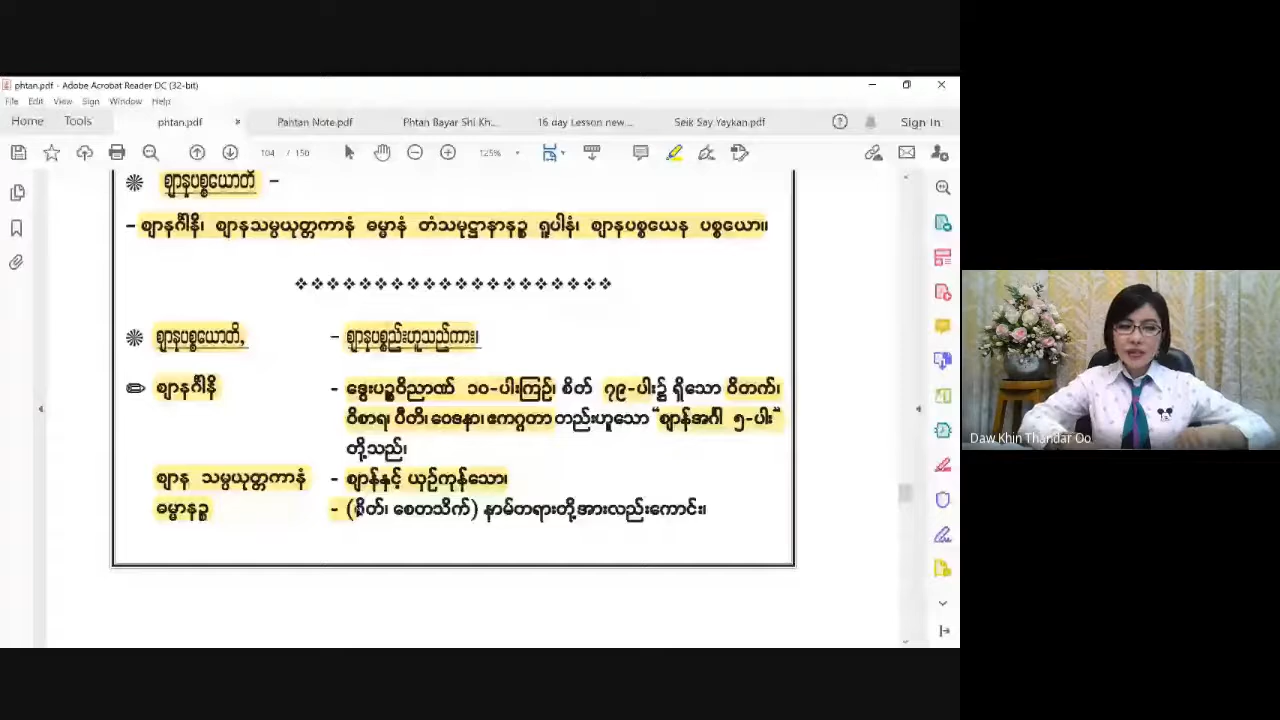 phtan.pdf - Adobe Acrobat Reader DC (32-bit)
File Edit View Sign Window Help
Home Tools phtan.pdf × Pahtan Note.pdf Phtan Bayar Shi Kh... 16 day Lesson new... Seik Say Yaykan.pdf Sign In
104 / 150 125%
ဈာနပစ္စယောတိ –
– ဈာနင်္ဂါနိ၊ ဈာနသမ္ပယုတ္တကာနံ ဓမ္မာနံ တံသမုဋ္ဌာနာနဉ္စ ရူပါနံ၊ ဈာနပစ္စယေန ပစ္စယော။
ဈာနပစ္စယောတိ, – ဈာနပစ္စည်းဟူသည်ကား၊
ဈာနင်္ဂါနိ – ဒွေးပဉ္စဝိညာဏ် ၁၀-ပါးကြဉ်၊ စိတ် ၇၉-ပါး၌ ရှိသော ဝိတက်၊
ဝိစာရ၊ ပီတိ၊ ဝေဒနာ၊ ဧကဂ္ဂတာ တည်းဟူသော "ဈာန်အင်္ဂါ ၅-ပါး"
တို့သည်၊
ဈာန သမ္ပယုတ္တကာနံ – ဈာန်နှင့် ယှဉ်ကုန်သော၊
ဓမ္မာနဉ္စ – (စိတ်၊ စေတသိက်) နာမ်တရားတို့အားလည်းကောင်း၊
Daw Khin Thandar Oo